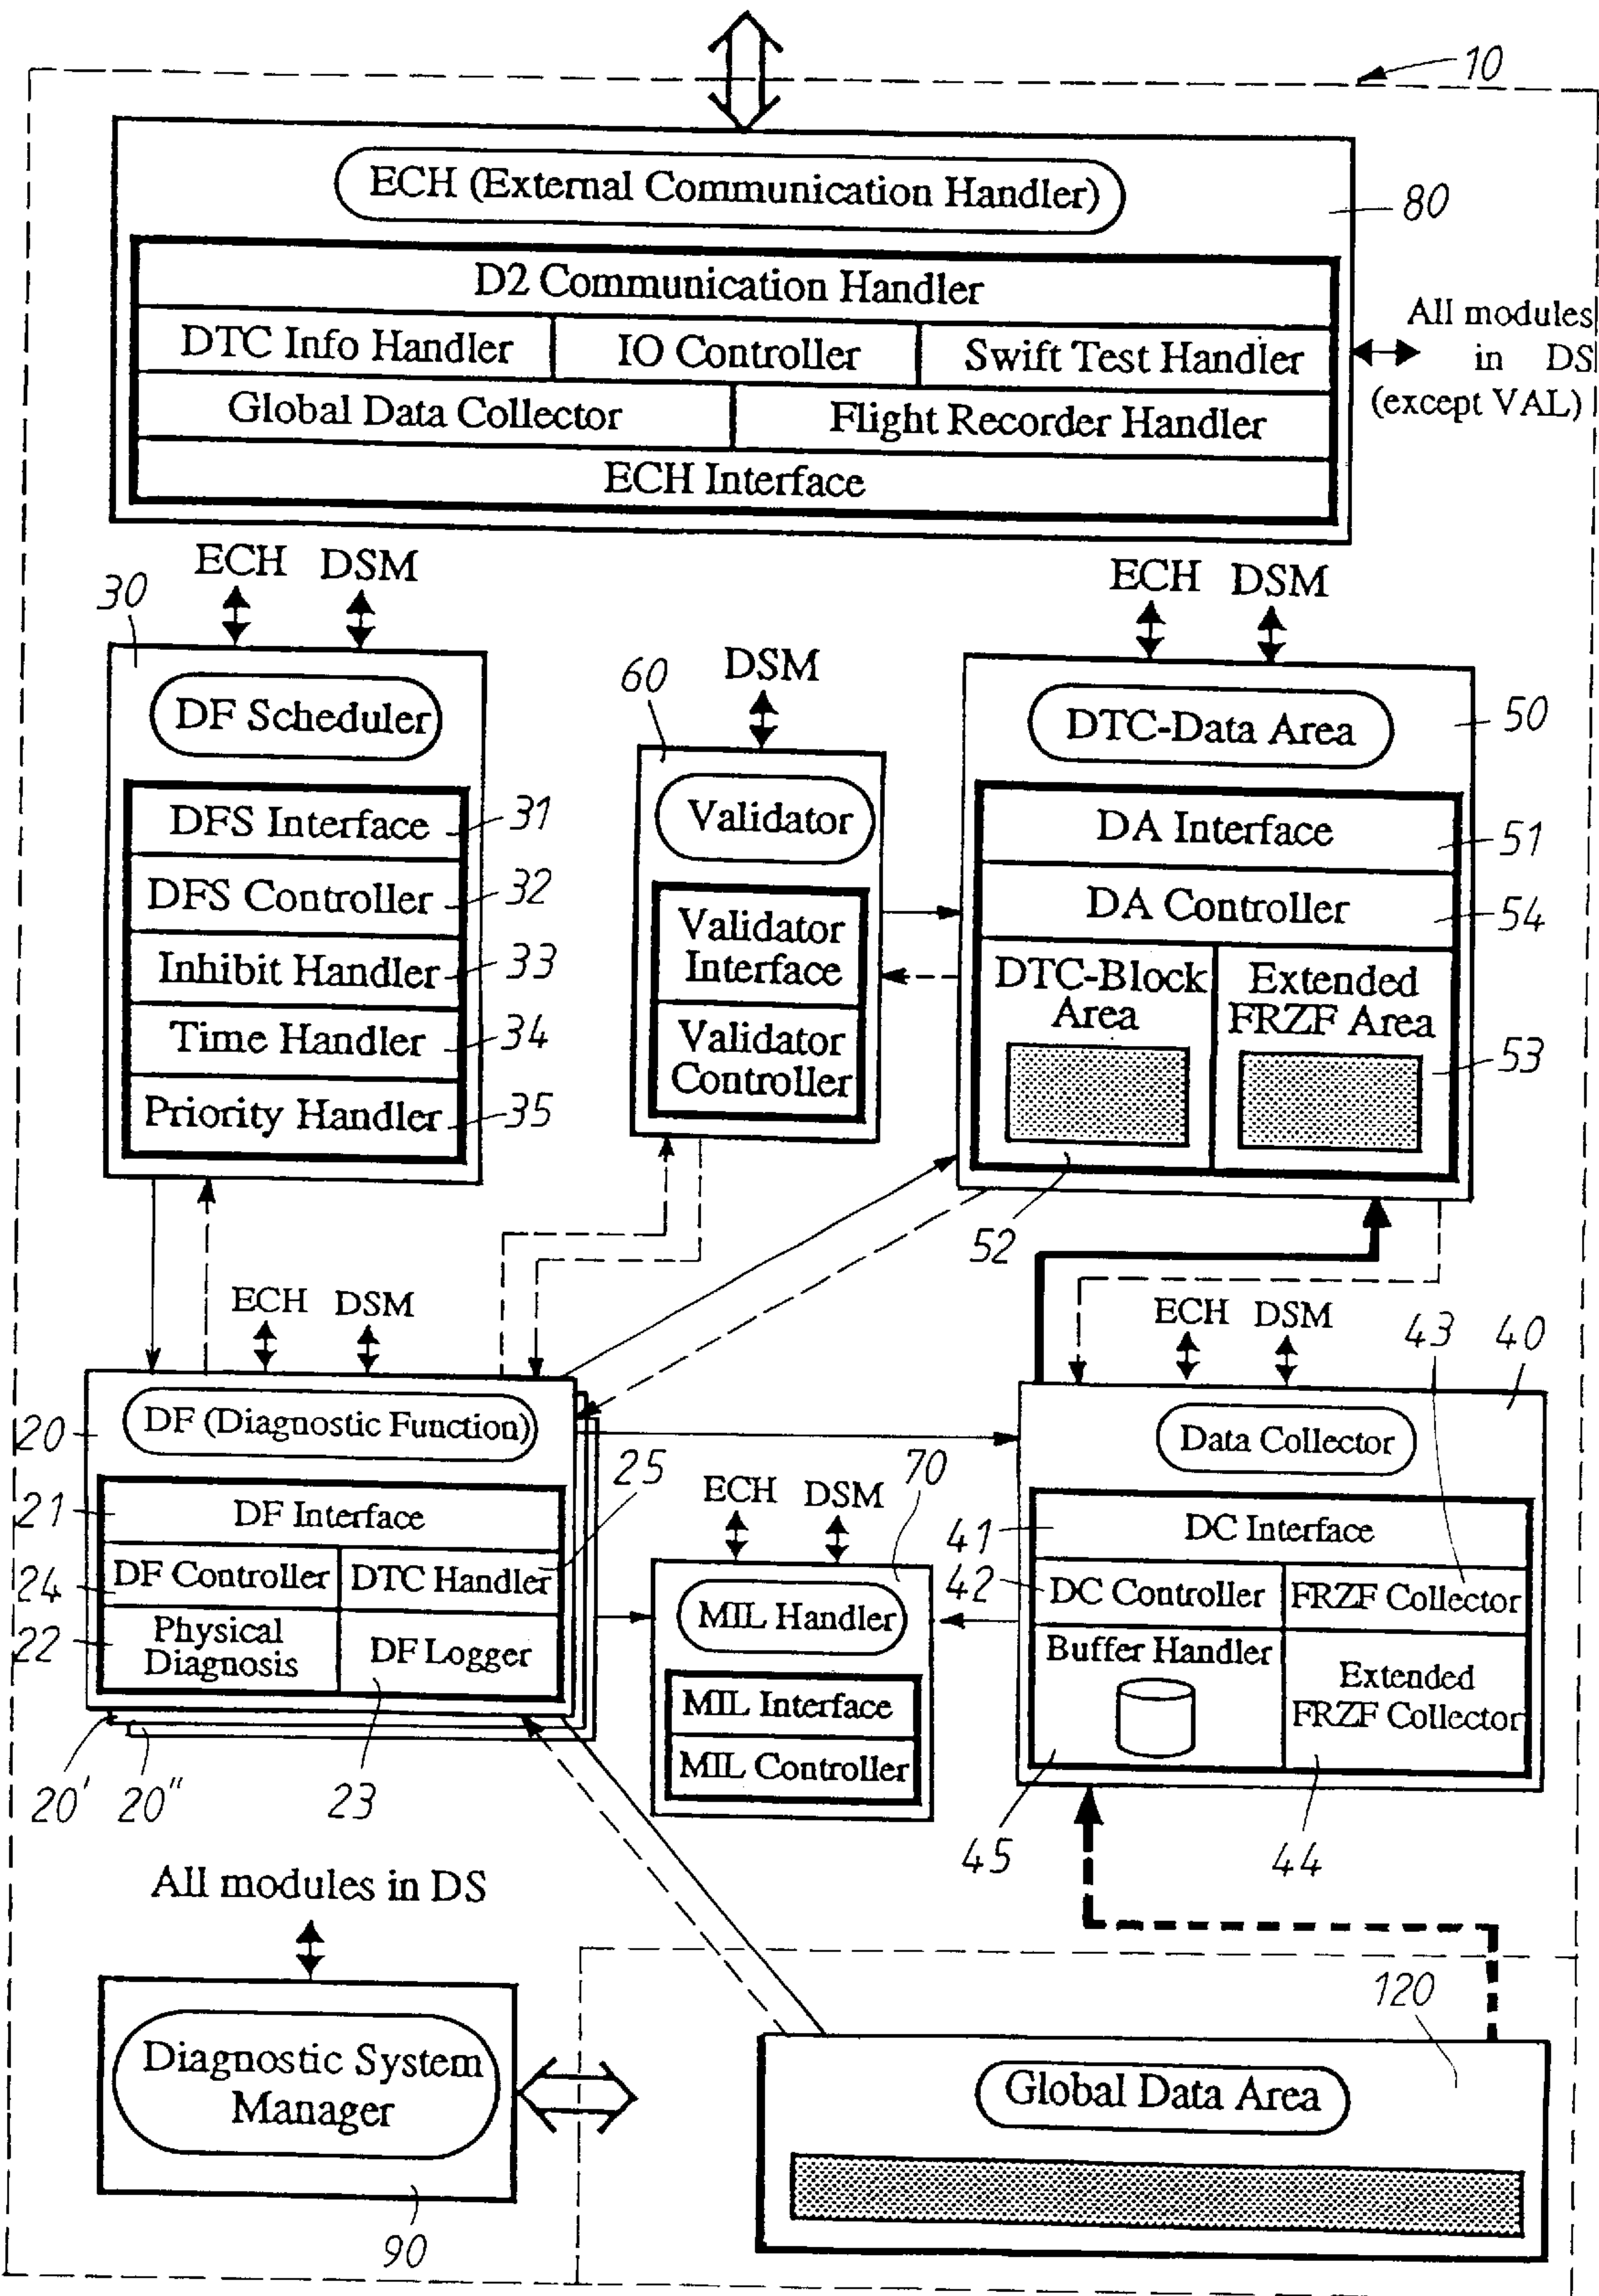 10
ECH (External Communication Handler)
80
D2 Communication Handler
DTC Info Handler
IO Controller
Swift Test Handler
All modules
in DS
(except VAL)
Global Data Collector
Flight Recorder Handler
ECH Interface
ECH DSM
30
DF Scheduler
DFS Interface
31
DFS Controller
32
Inhibit Handler
33
Time Handler
34
Priority Handler
35
60
DSM
Validator
Validator
Interface
Validator
Controller
ECH DSM
DTC-Data Area
50
DA Interface
51
DA Controller
54
DTC-Block
Area
Extended
FRZF Area
53
52
ECH DSM
DF (Diagnostic Function)
20
25
21
DF Interface
24
DF Controller
DTC Handler
22
Physical
Diagnosis
DF Logger
20'
20"
23
ECH DSM
70
MIL Handler
MIL Interface
MIL Controller
ECH DSM
43
40
Data Collector
41
DC Interface
42
DC Controller
FRZF Collector
Buffer Handler
Extended
FRZF Collector
45
44
All modules in DS
Diagnostic System
Manager
90
120
Global Data Area